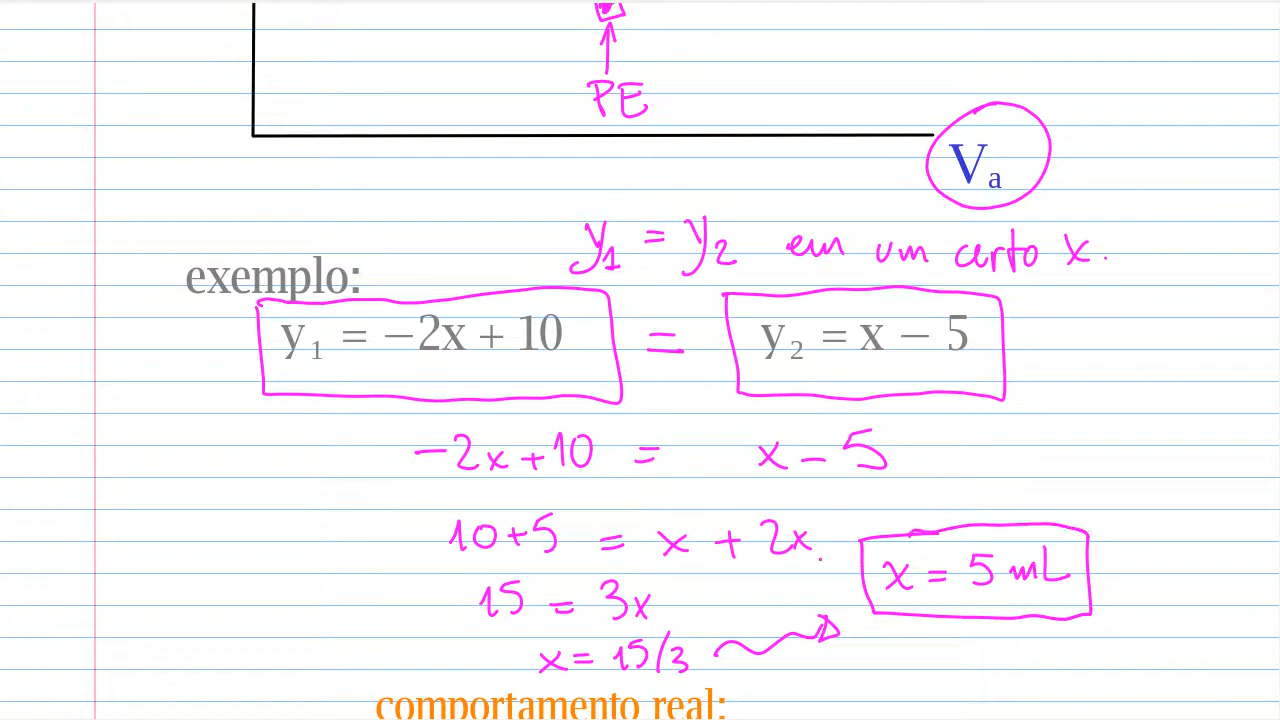 PE
Va
y1 = y2 em um certo x.
exemplo:
y1 = −2x + 10 = y2 = x − 5
−2x+10 = x − 5
10+5 = x + 2x.
x = 5 mL
15 = 3x
x = 15/3
comportamento real: